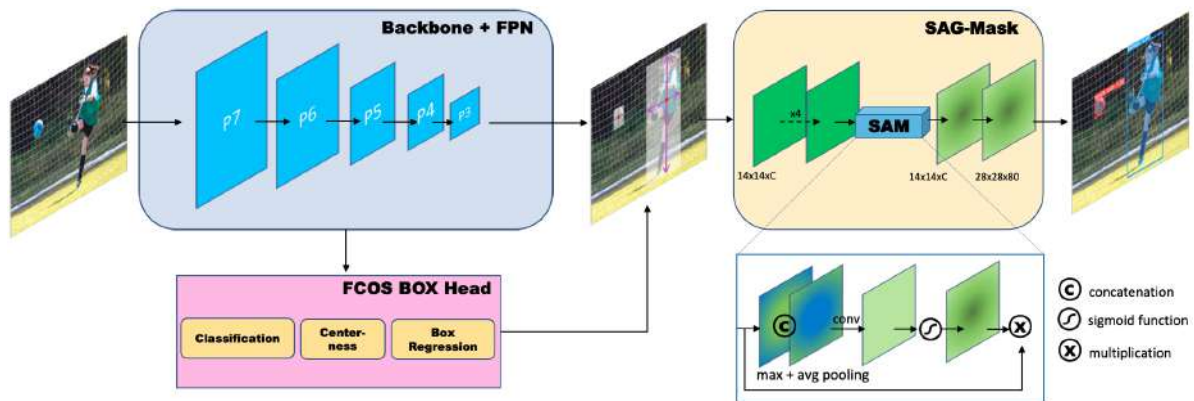 Backbone + FPN
P7
P6
P5
P4
P3
FCOS BOX Head
Classification
Center-
ness
Box
Regression
SAG-Mask
x4
SAM
14x14xC
14x14xC
28x28x80
C
conv
max + avg pooling
x
C concatenation
sigmoid function
x multiplication